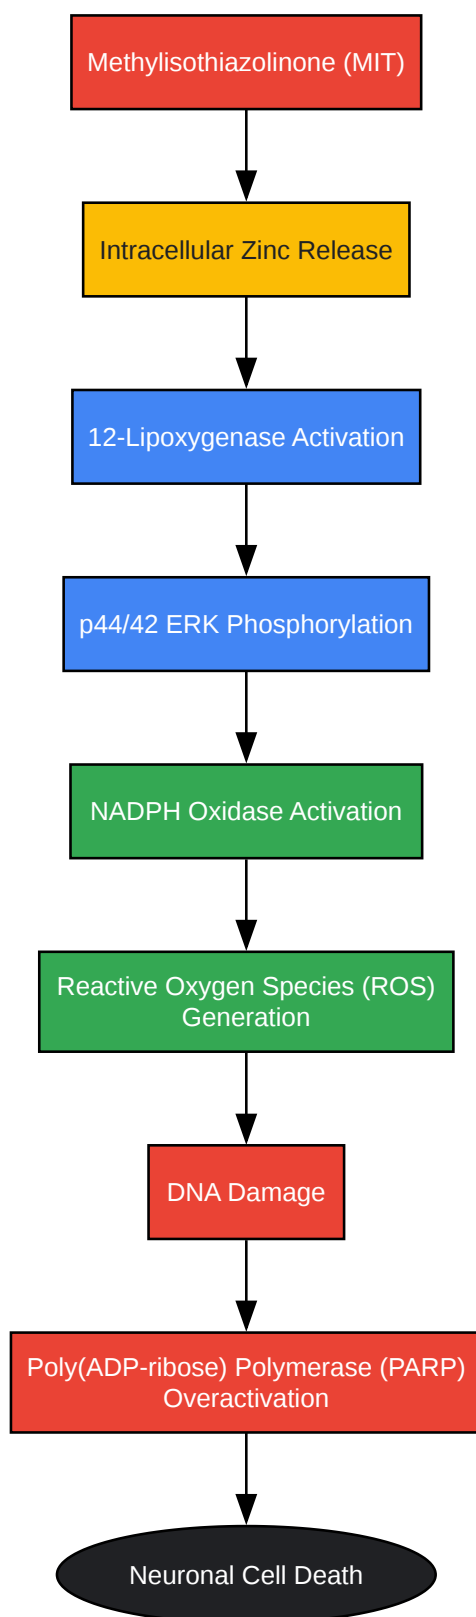 Methylisothiazolinone (MIT)
Intracellular Zinc Release
12-Lipoxygenase Activation
p44/42 ERK Phosphorylation
NADPH Oxidase Activation
Reactive Oxygen Species (ROS)
Generation
DNA Damage
Poly(ADP-ribose) Polymerase (PARP)
Overactivation
Neuronal Cell Death